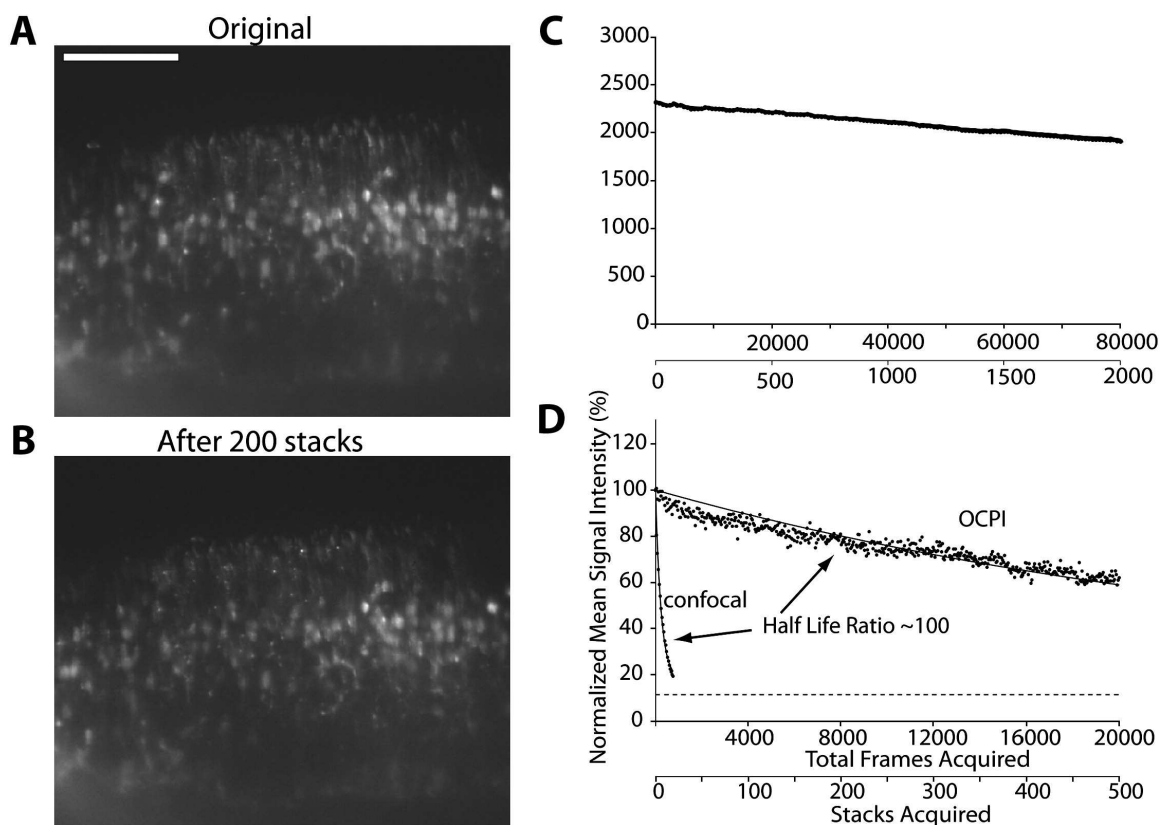 A
Original
B
After 200 stacks
C
3000
2500
2000
1500
1000
500
0
20000 40000 60000 80000
0 500 1000 1500 2000
D
Normalized Mean Signal Intensity (%)
120
100
80
60
40
20
0
OCPI
confocal
Half Life Ratio ~100
4000 8000 12000 16000 20000
Total Frames Acquired
0 100 200 300 400 500
Stacks Acquired